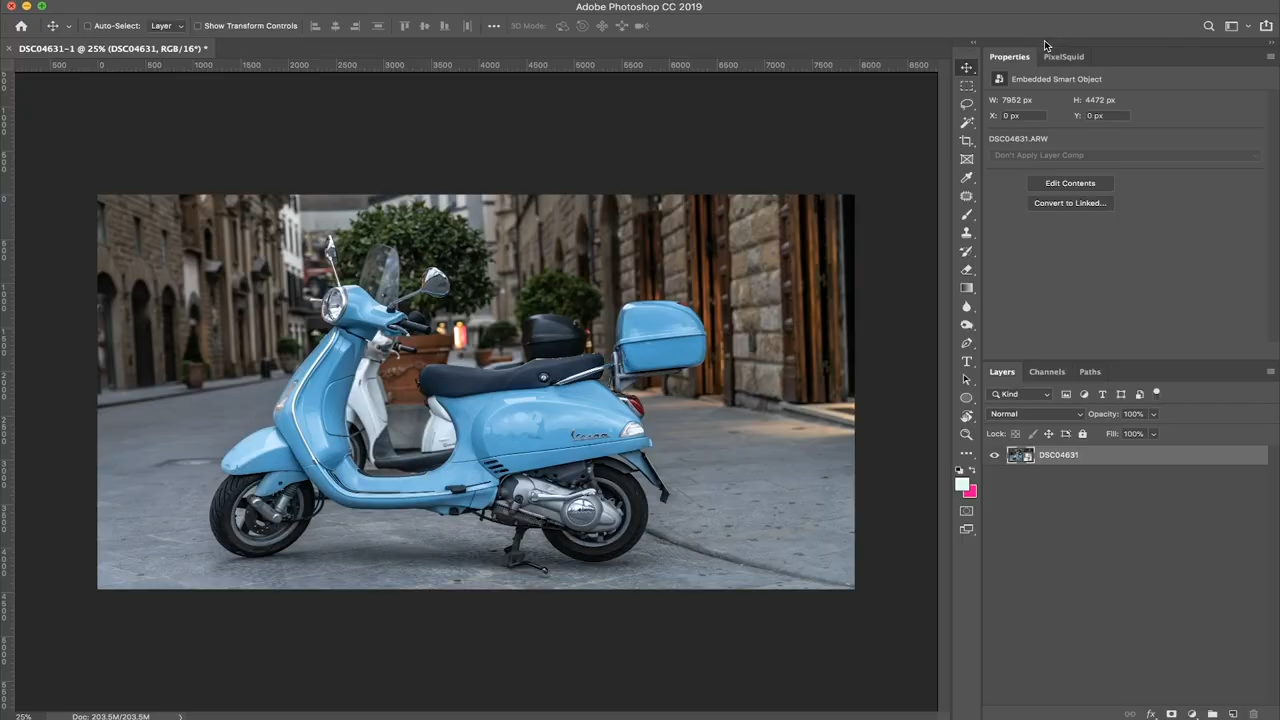 Adobe Photoshop CC 2019
Auto-Select: Layer Show Transform Controls 3D Mode:
DSC04631-1 @ 25% (DSC04631, RGB/16*) *
500 0 500 1000 1500 2000 2500 3000 3500 4000 4500 5000 5500 6000 6500 7000 7500 8000 8500
Properties PixelSquid
Embedded Smart Object
W: 7952 px H: 4472 px
X: 0 px Y: 0 px
DSC04631.ARW
Don't Apply Layer Comp
Edit Contents
Convert to Linked...
Layers Channels Paths
Kind
Normal Opacity: 100%
Lock: Fill: 100%
DSC04631
Vespa
25% Doc: 203.5M/203.5M